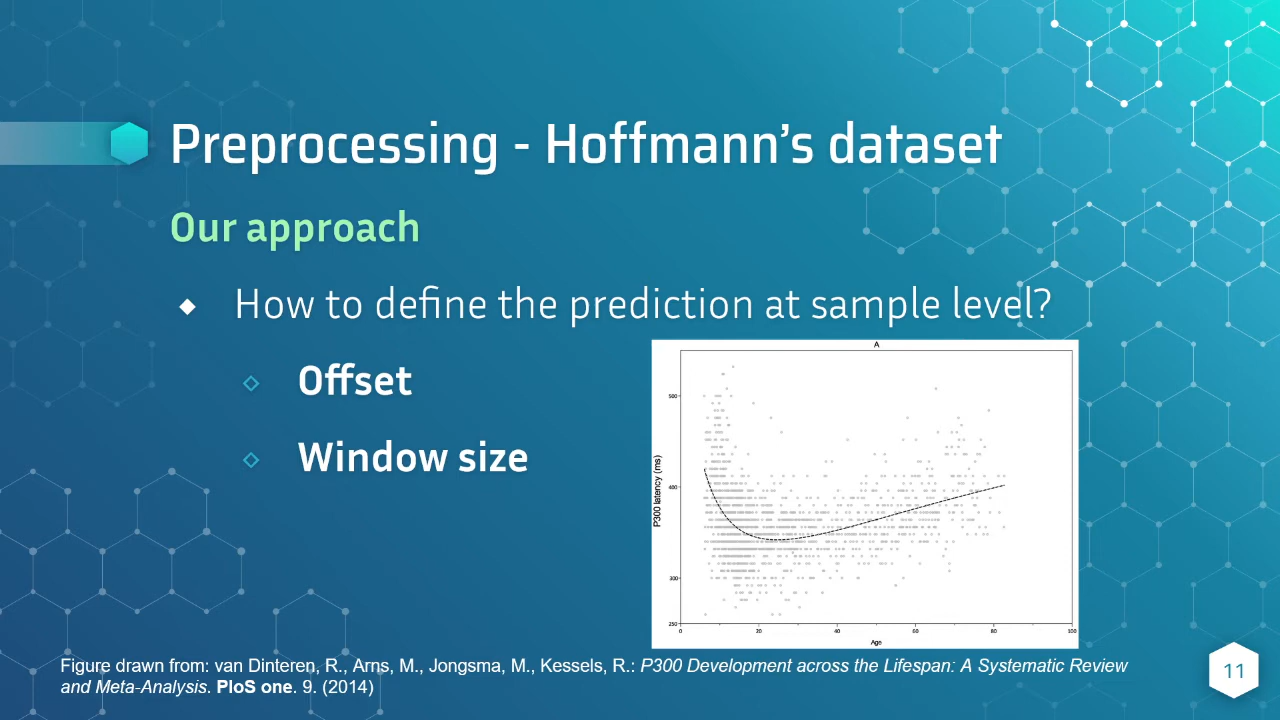 Preprocessing - Hoffmann's dataset
Our approach
How to define the prediction at sample level?
Offset
Window size
A
500
400
300
250
P300 latency (ms)
0 20 40 60 80 100
Age
Figure drawn from: van Dinteren, R., Arns, M., Jongsma, M., Kessels, R.: P300 Development across the Lifespan: A Systematic Review
and Meta-Analysis. PloS one. 9. (2014)
11